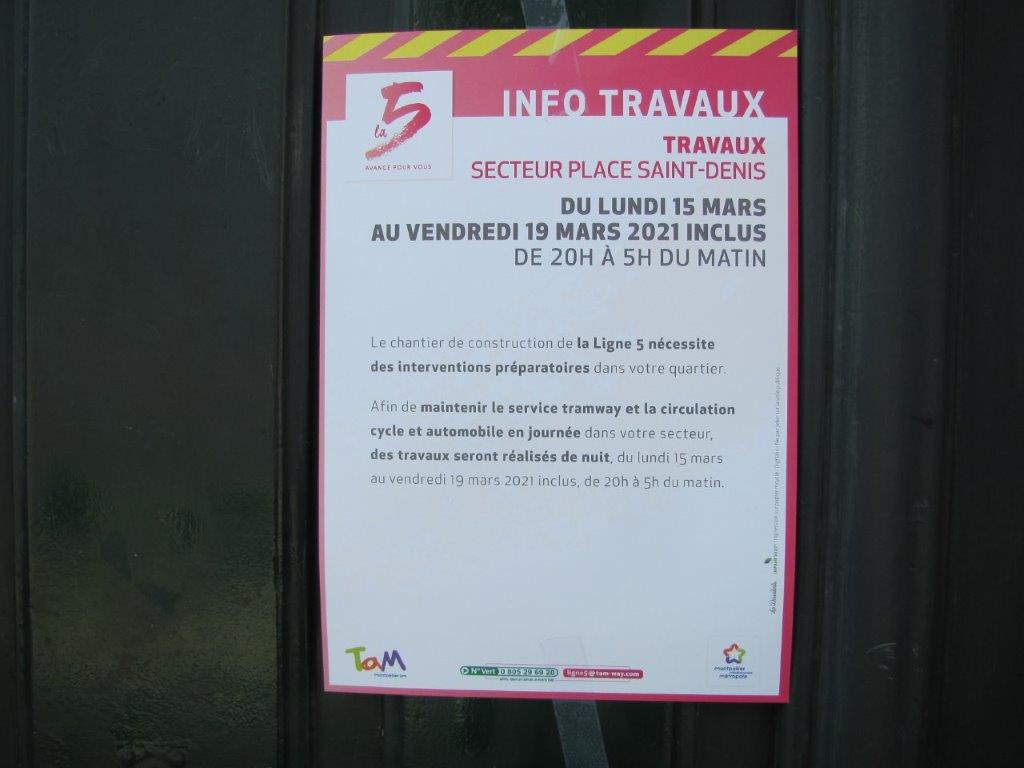 INFO TRAVAUX
la 5
AVANCE POUR VOUS
TRAVAUX
SECTEUR PLACE SAINT-DENIS
DU LUNDI 15 MARS
AU VENDREDI 19 MARS 2021 INCLUS
DE 20H À 5H DU MATIN
Le chantier de construction de la Ligne 5 nécessite
des interventions préparatoires dans votre quartier.
Afin de maintenir le service tramway et la circulation
cycle et automobile en journée dans votre secteur,
des travaux seront réalisés de nuit, du lundi 15 mars
au vendredi 19 mars 2021 inclus, de 20h à 5h du matin.
TaM
N° Vert 0 805 29 69 20
ligne5@tam-way.com
montpellier
métropole